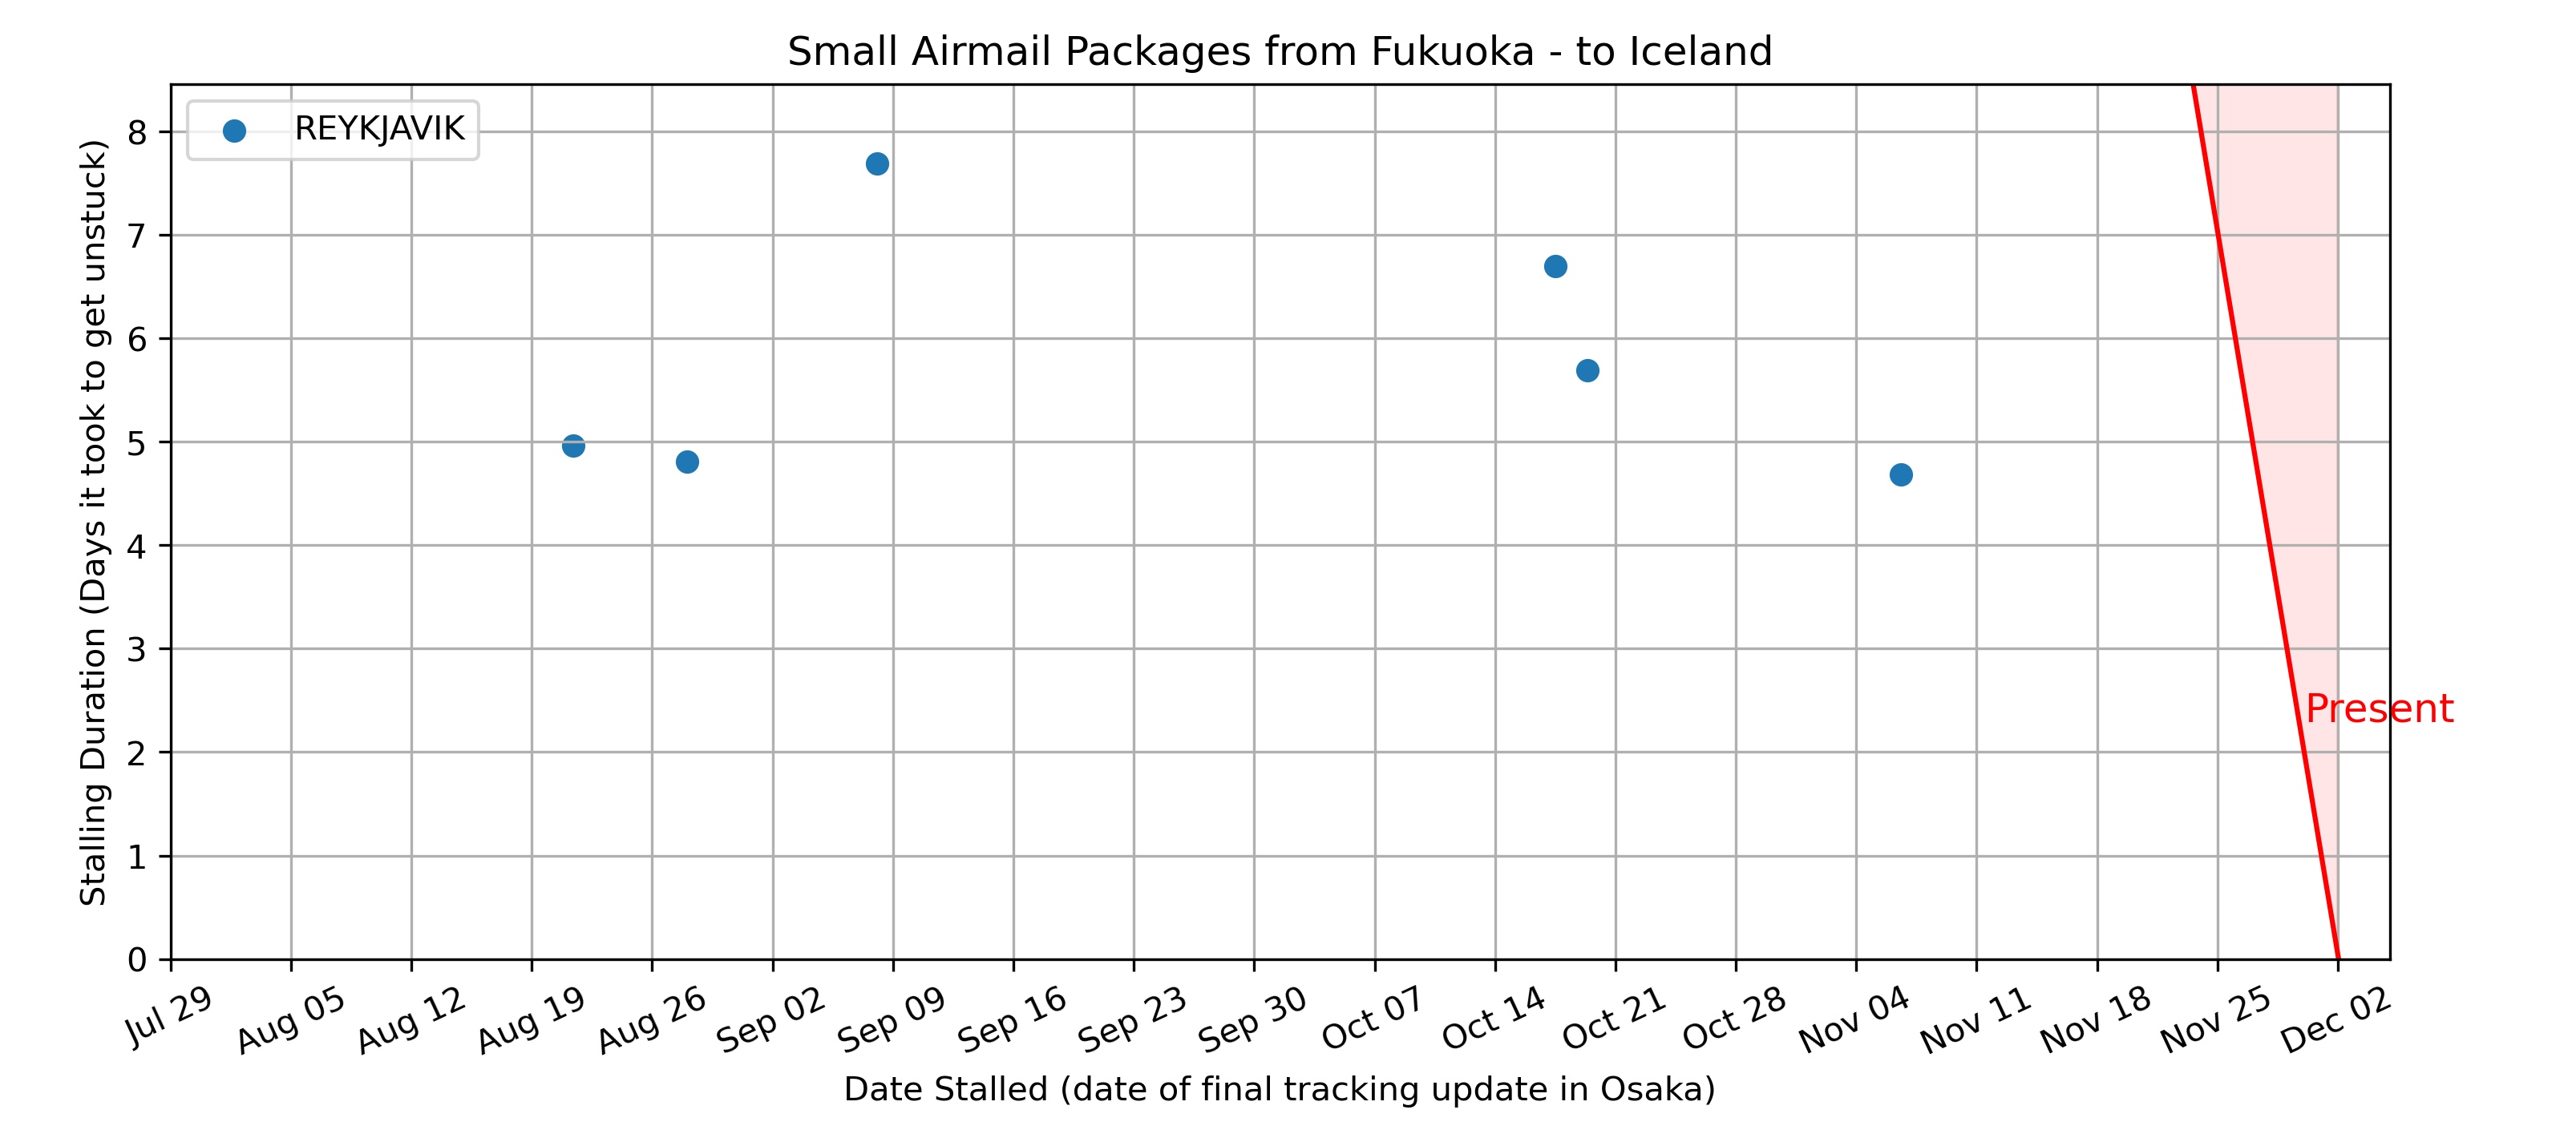 Small Airmail Packages from Fukuoka - to Iceland
REYKJAVIK
Stalling Duration (Days it took to get unstuck)
8
7
6
5
4
3
2
1
0
Present
Jul 29 Aug 05 Aug 12 Aug 19 Aug 26 Sep 02 Sep 09 Sep 16 Sep 23 Sep 30 Oct 07 Oct 14 Oct 21 Oct 28 Nov 04 Nov 11 Nov 18 Nov 25 Dec 02
Date Stalled (date of final tracking update in Osaka)